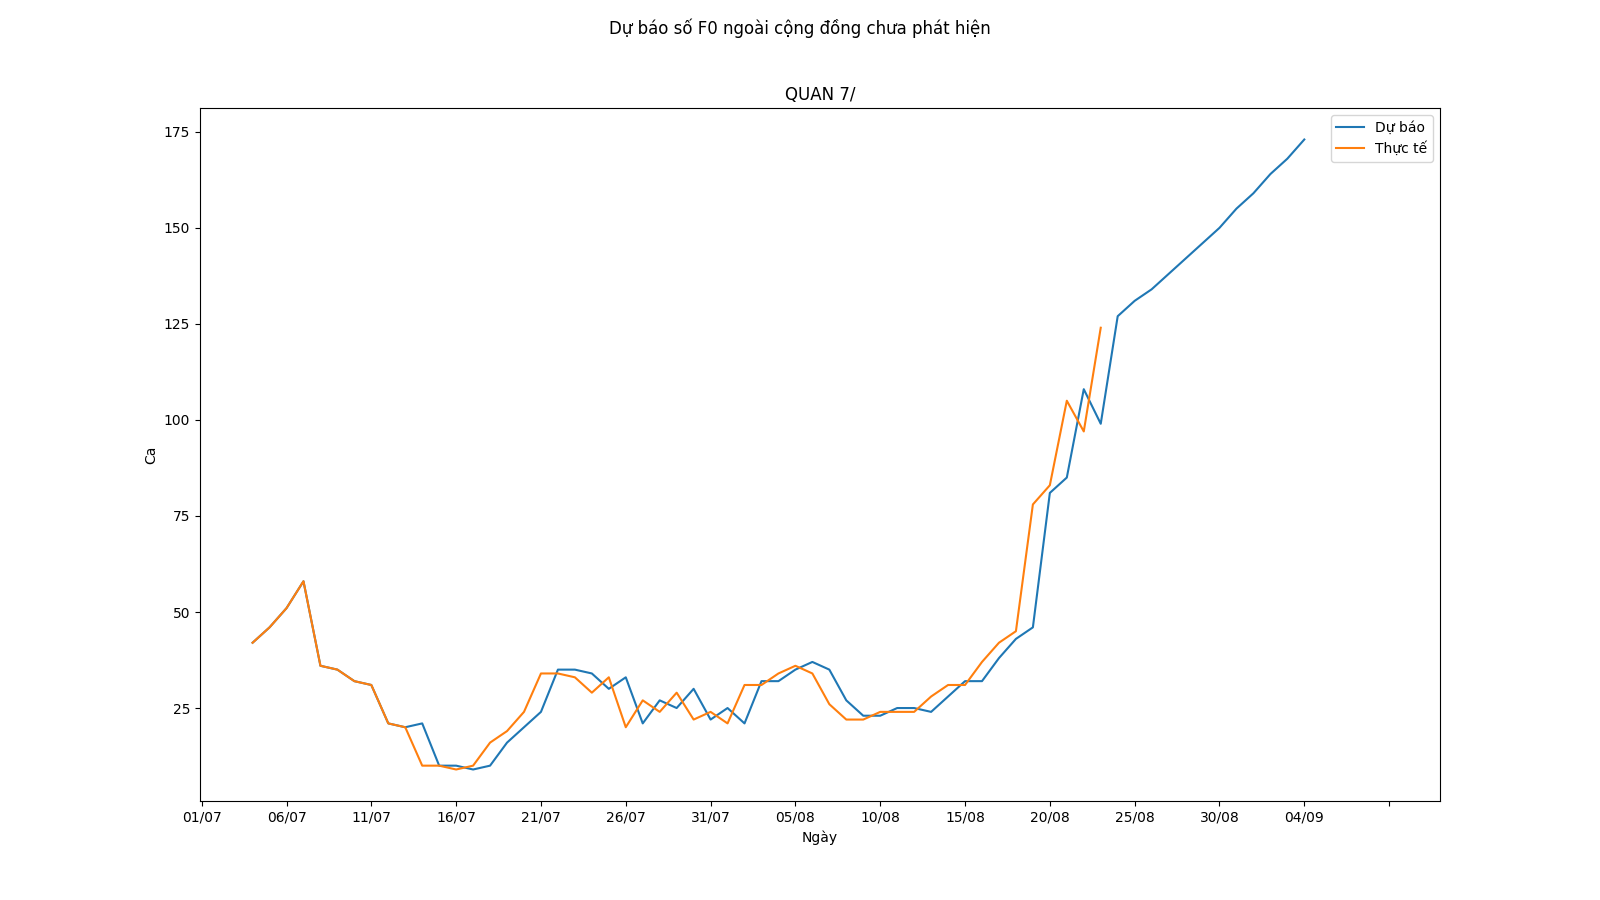 Dự báo số F0 ngoài cộng đồng chưa phát hiện
QUAN 7/
175
150
125
100
75
50
25
Ca
Dự báo
Thực tế
01/07 06/07 11/07 16/07 21/07 26/07 31/07 05/08 10/08 15/08 20/08 25/08 30/08 04/09
Ngày